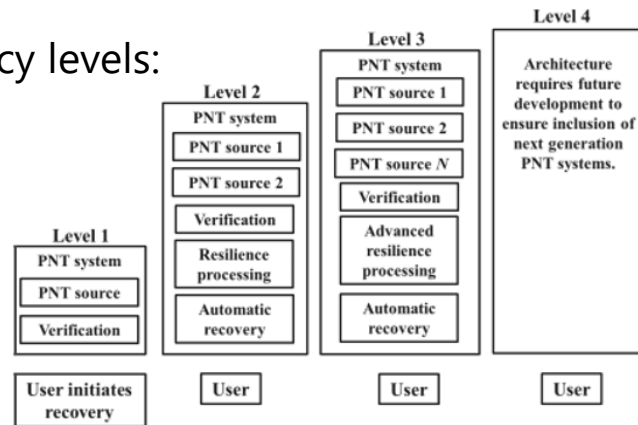 cy levels:
Level 1
PNT system
PNT source
Verification
User initiates
recovery
Level 2
PNT system
PNT source 1
PNT source 2
Verification
Resilience
processing
Automatic
recovery
User
Level 3
PNT system
PNT source 1
PNT source 2
PNT source N
Verification
Advanced
resilience
processing
Automatic
recovery
User
Level 4
Architecture
requires future
development to
ensure inclusion of
next generation
PNT systems.
User